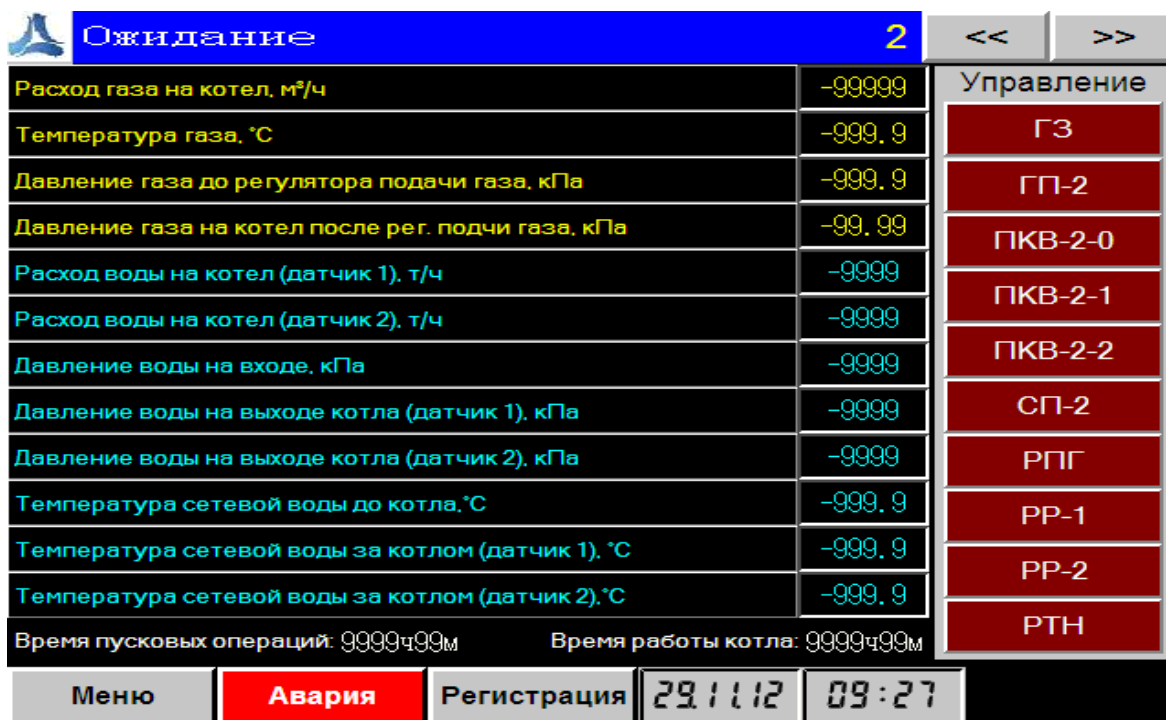 Ожидание 2 << >>
Расход газа на котел, м³/ч -99999
Температура газа, °С -999.9
Давление газа до регулятора подачи газа, кПа -999.9
Давление газа на котел после рег. подчи газа, кПа -99.99
Расход воды на котел (датчик 1), т/ч -9999
Расход воды на котел (датчик 2), т/ч -9999
Давление воды на входе, кПа -9999
Давление воды на выходе котла (датчик 1), кПа -9999
Давление воды на выходе котла (датчик 2), кПа -9999
Температура сетевой воды до котла,°С -999.9
Температура сетевой воды за котлом (датчик 1), °С -999.9
Температура сетевой воды за котлом (датчик 2),°С -999.9
Время пусковых операций: 9999ч99м Время работы котла: 9999ч99м
Управление
ГЗ
ГП-2
ПКВ-2-0
ПКВ-2-1
ПКВ-2-2
СП-2
РПГ
РР-1
РР-2
РТН
Меню Авария Регистрация 29.11.12 09:27